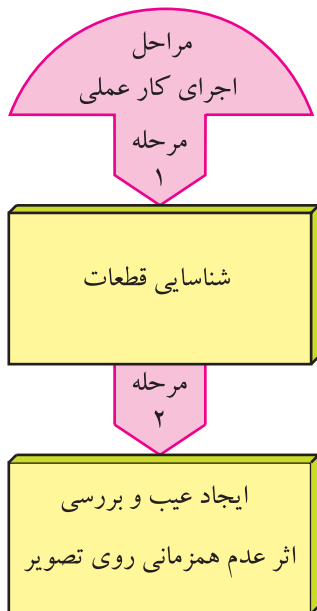 مراحل
اجرای کار عملی
مرحله
۱
شناسایی قطعات
مرحله
۲
ایجاد عیب و بررسی
اثر عدم همزمانی روی تصویر